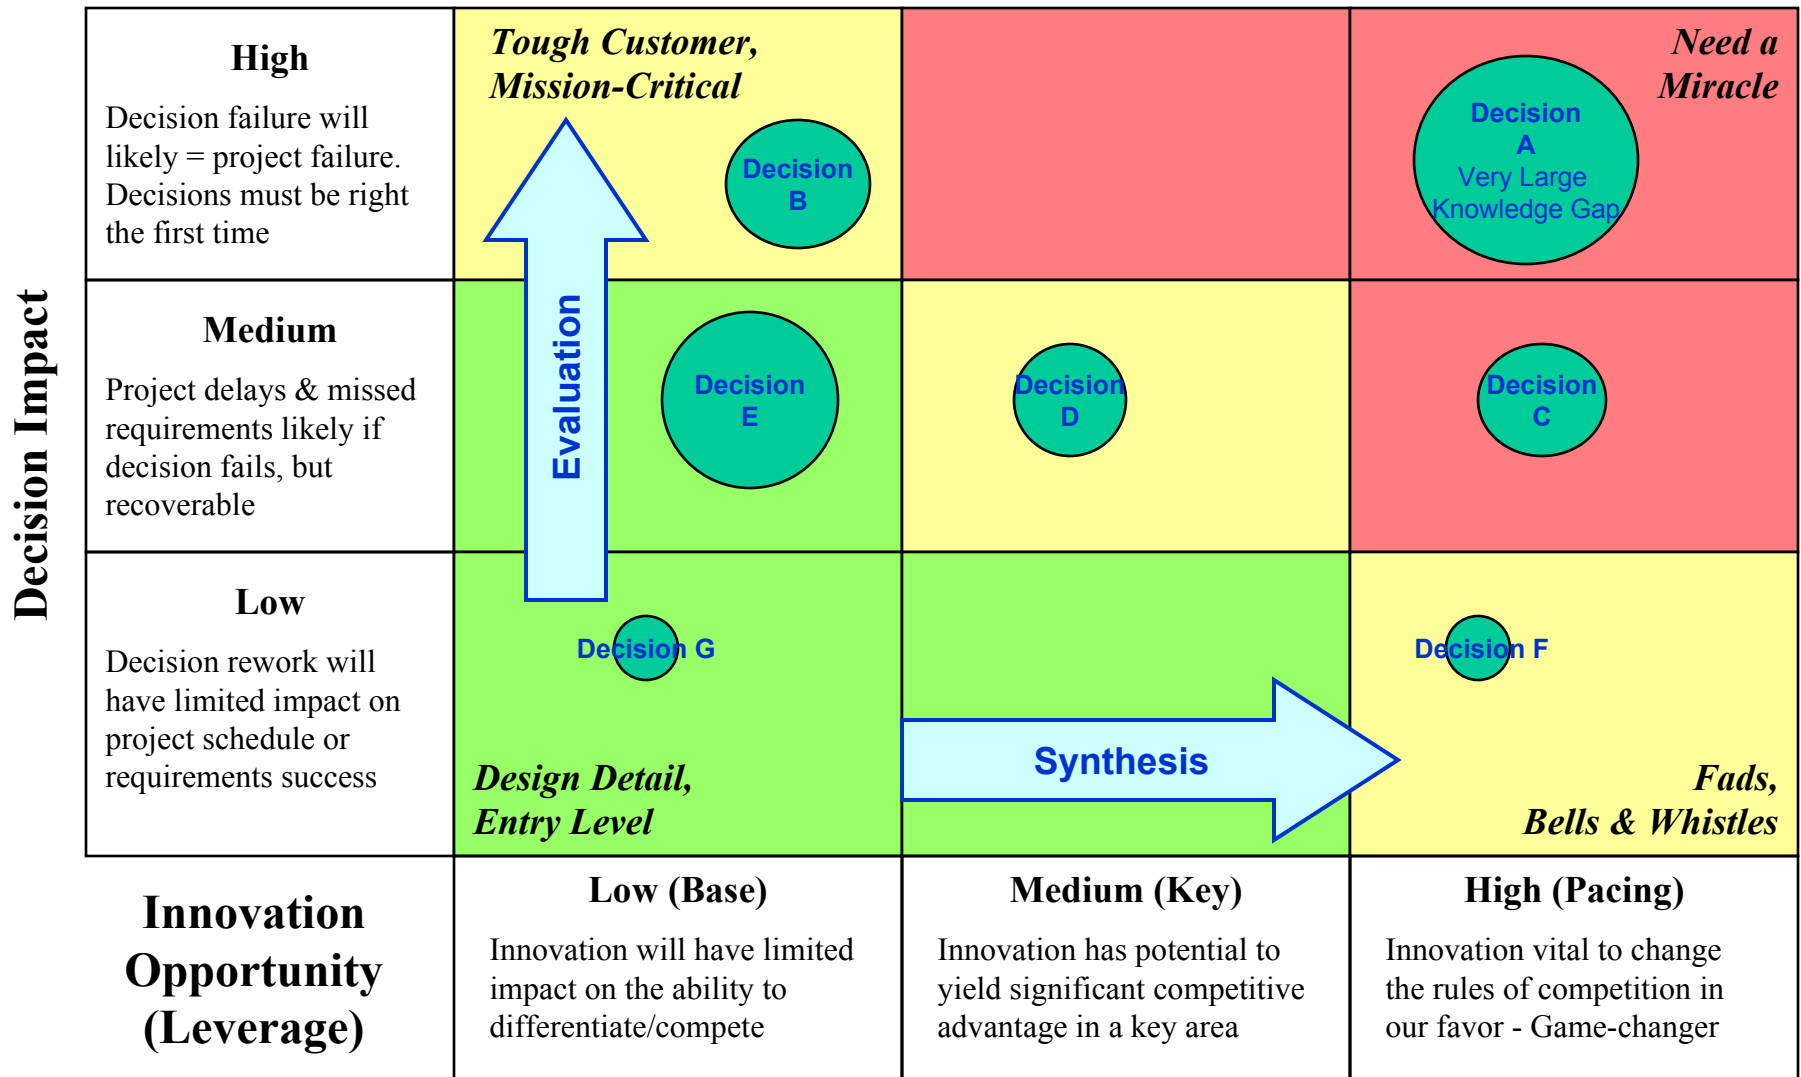 Decision Impact
High
Decision failure will
likely = project failure.
Decisions must be right
the first time
Tough Customer,
Mission-Critical
Decision
B
Need a
Miracle
Decision
A
Very Large
Knowledge Gap
Medium
Project delays & missed
requirements likely if
decision fails, but
recoverable
Evaluation
Decision
E
Decision
D
Decision
C
Low
Decision rework will
have limited impact on
project schedule or
requirements success
Decision G
Design Detail,
Entry Level
Synthesis
Decision F
Fads,
Bells & Whistles
Innovation
Opportunity
(Leverage)
Low (Base)
Innovation will have limited
impact on the ability to
differentiate/compete
Medium (Key)
Innovation has potential to
yield significant competitive
advantage in a key area
High (Pacing)
Innovation vital to change
the rules of competition in
our favor - Game-changer